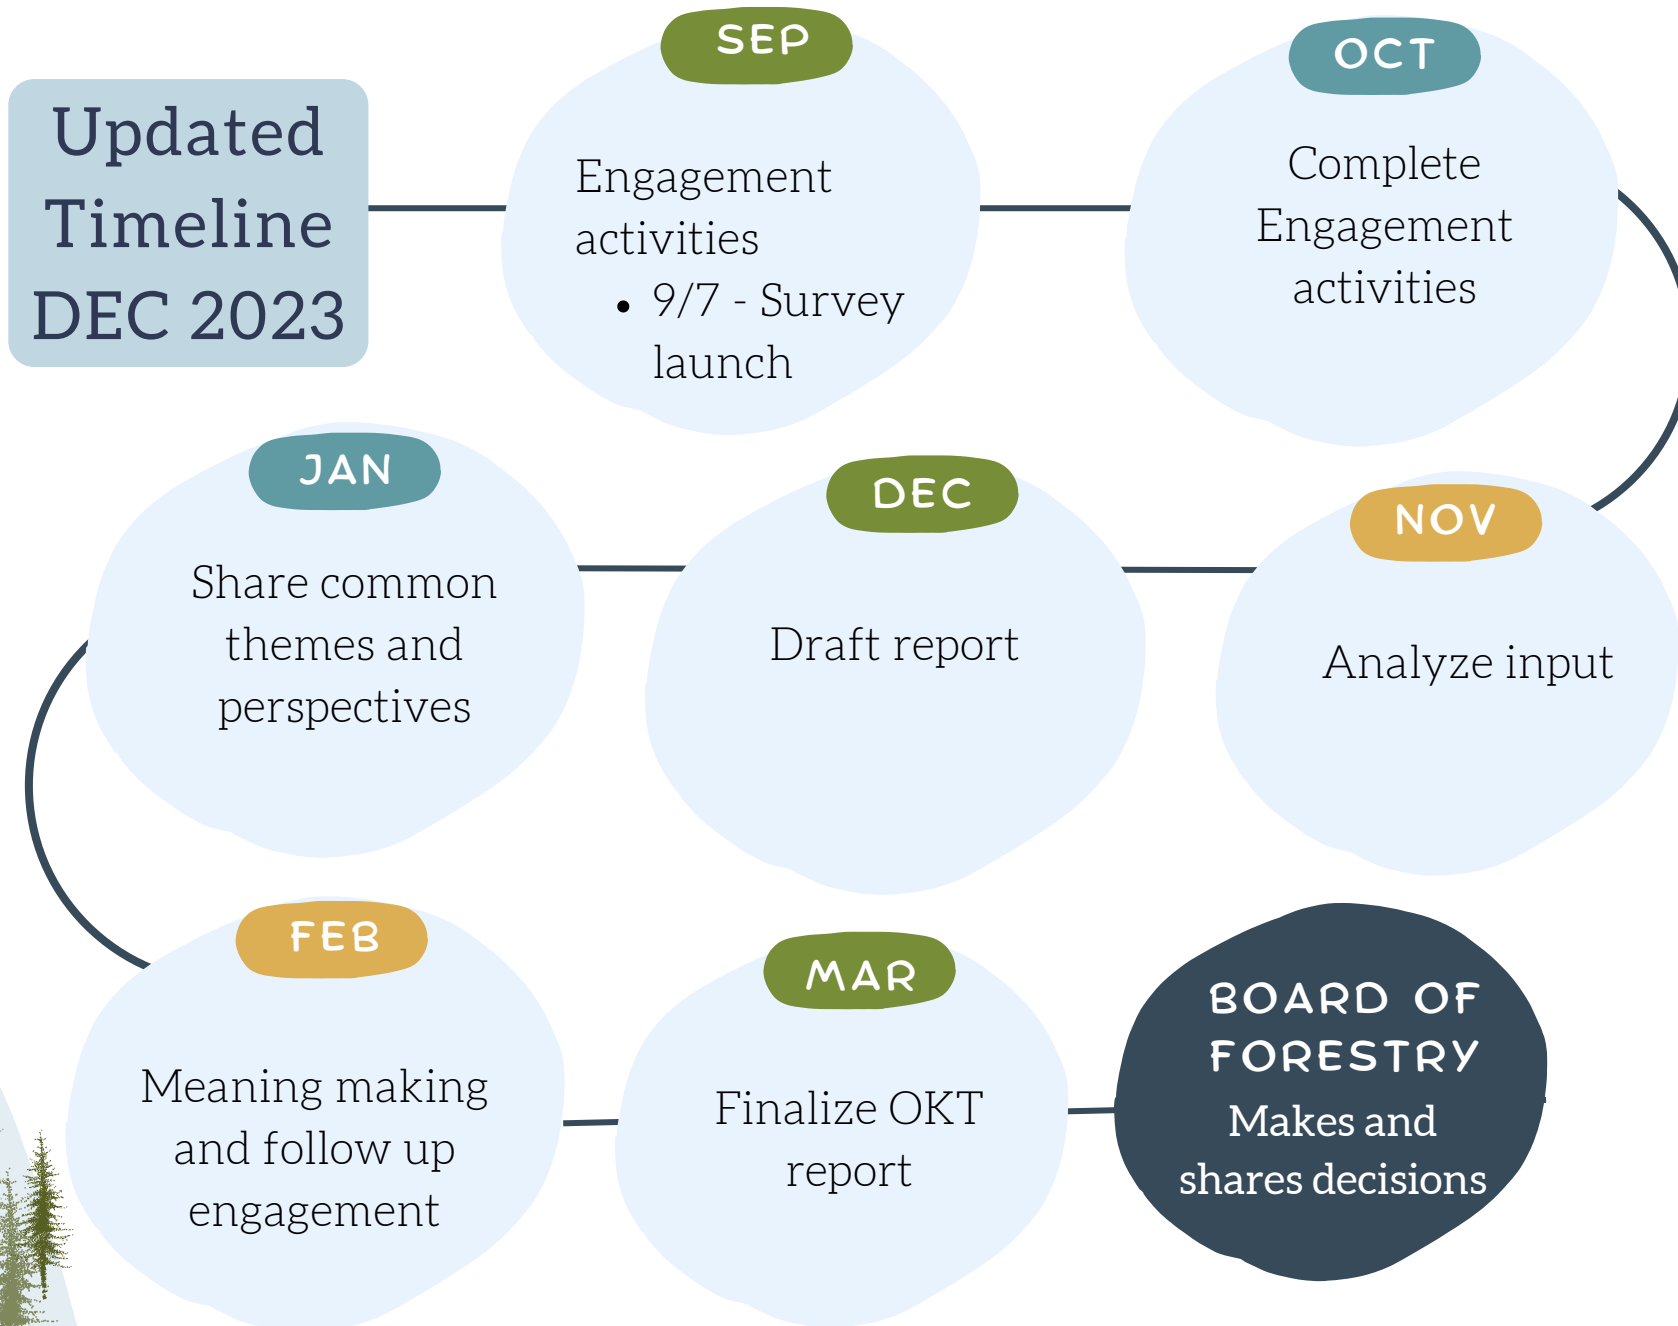 Updated
Timeline
DEC 2023
SEP
Engagement
activities
• 9/7 - Survey
launch
OCT
Complete
Engagement
activities
NOV
Analyze input
DEC
Draft report
JAN
Share common
themes and
perspectives
FEB
Meaning making
and follow up
engagement
MAR
Finalize OKT
report
BOARD OF
FORESTRY
Makes and
shares decisions